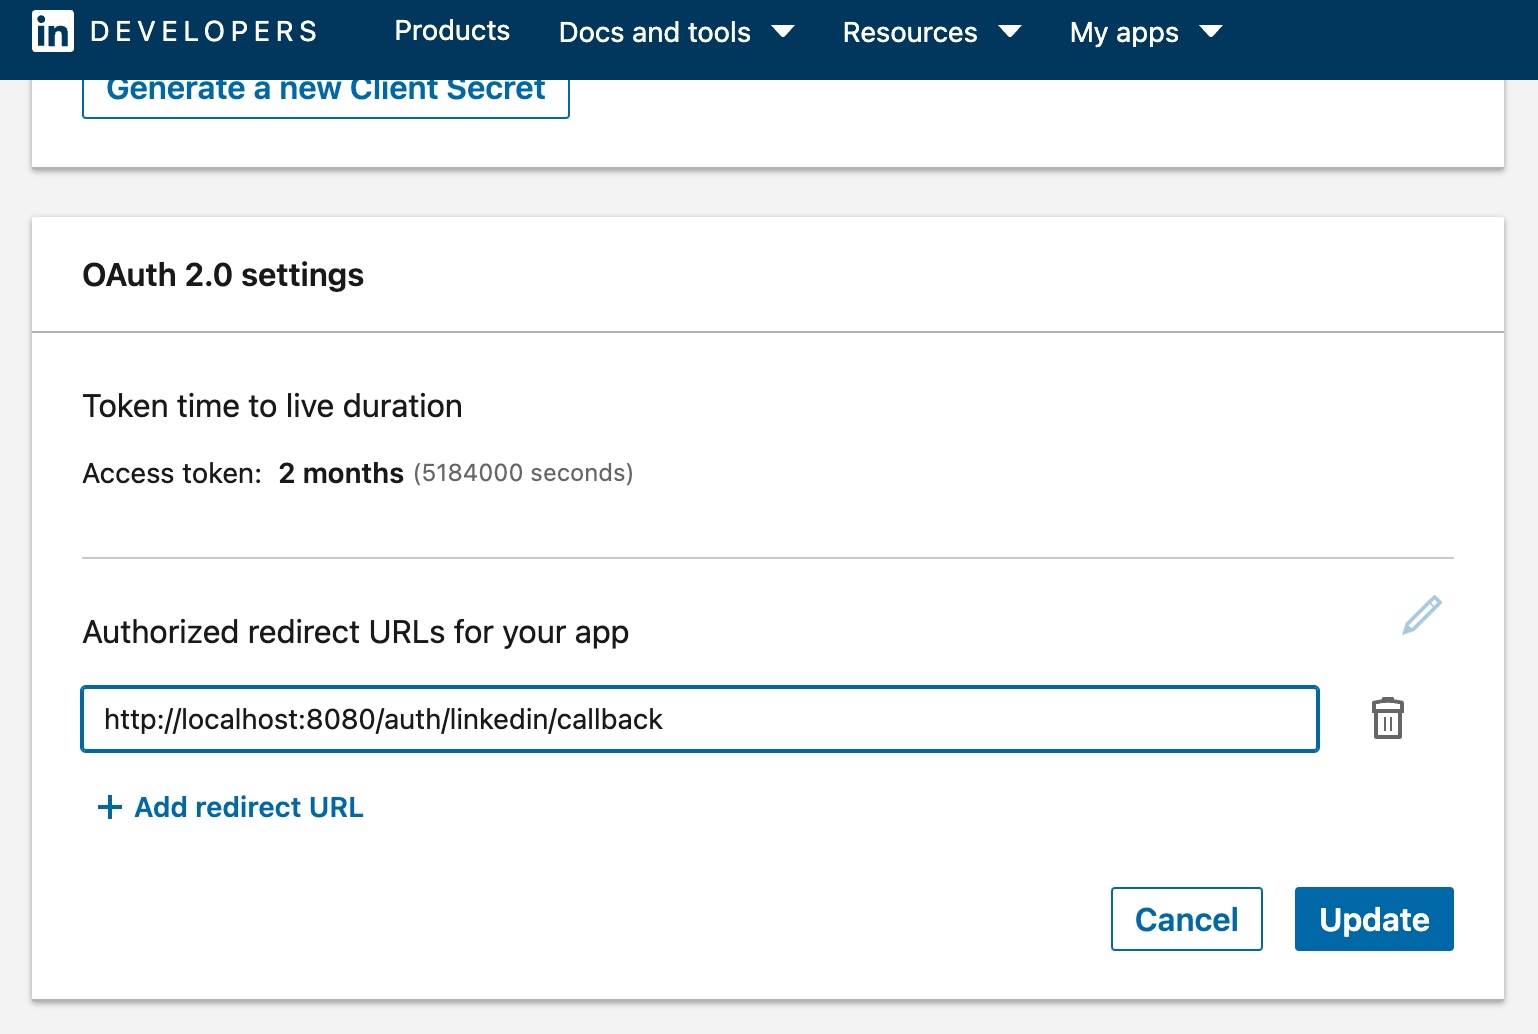 in DEVELOPERS Products Docs and tools Resources My apps
Generate a new Client Secret
OAuth 2.0 settings
Token time to live duration
Access token: 2 months (5184000 seconds)
Authorized redirect URLs for your app
http://localhost:8080/auth/linkedin/callback
+ Add redirect URL
Cancel Update